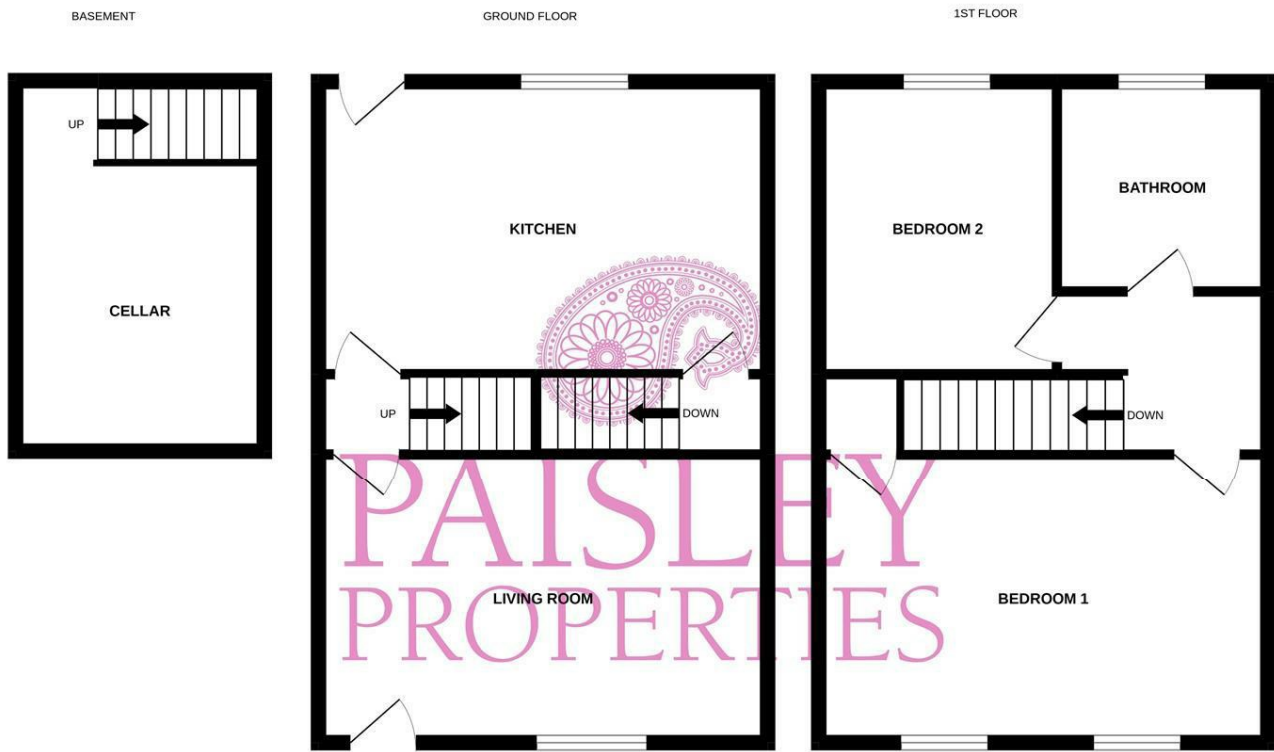 BASEMENT
GROUND FLOOR
1ST FLOOR
UP
CELLAR
KITCHEN
UP
DOWN
LIVING ROOM
BEDROOM 2
BATHROOM
DOWN
BEDROOM 1
PAISLEY
PROPERTIES